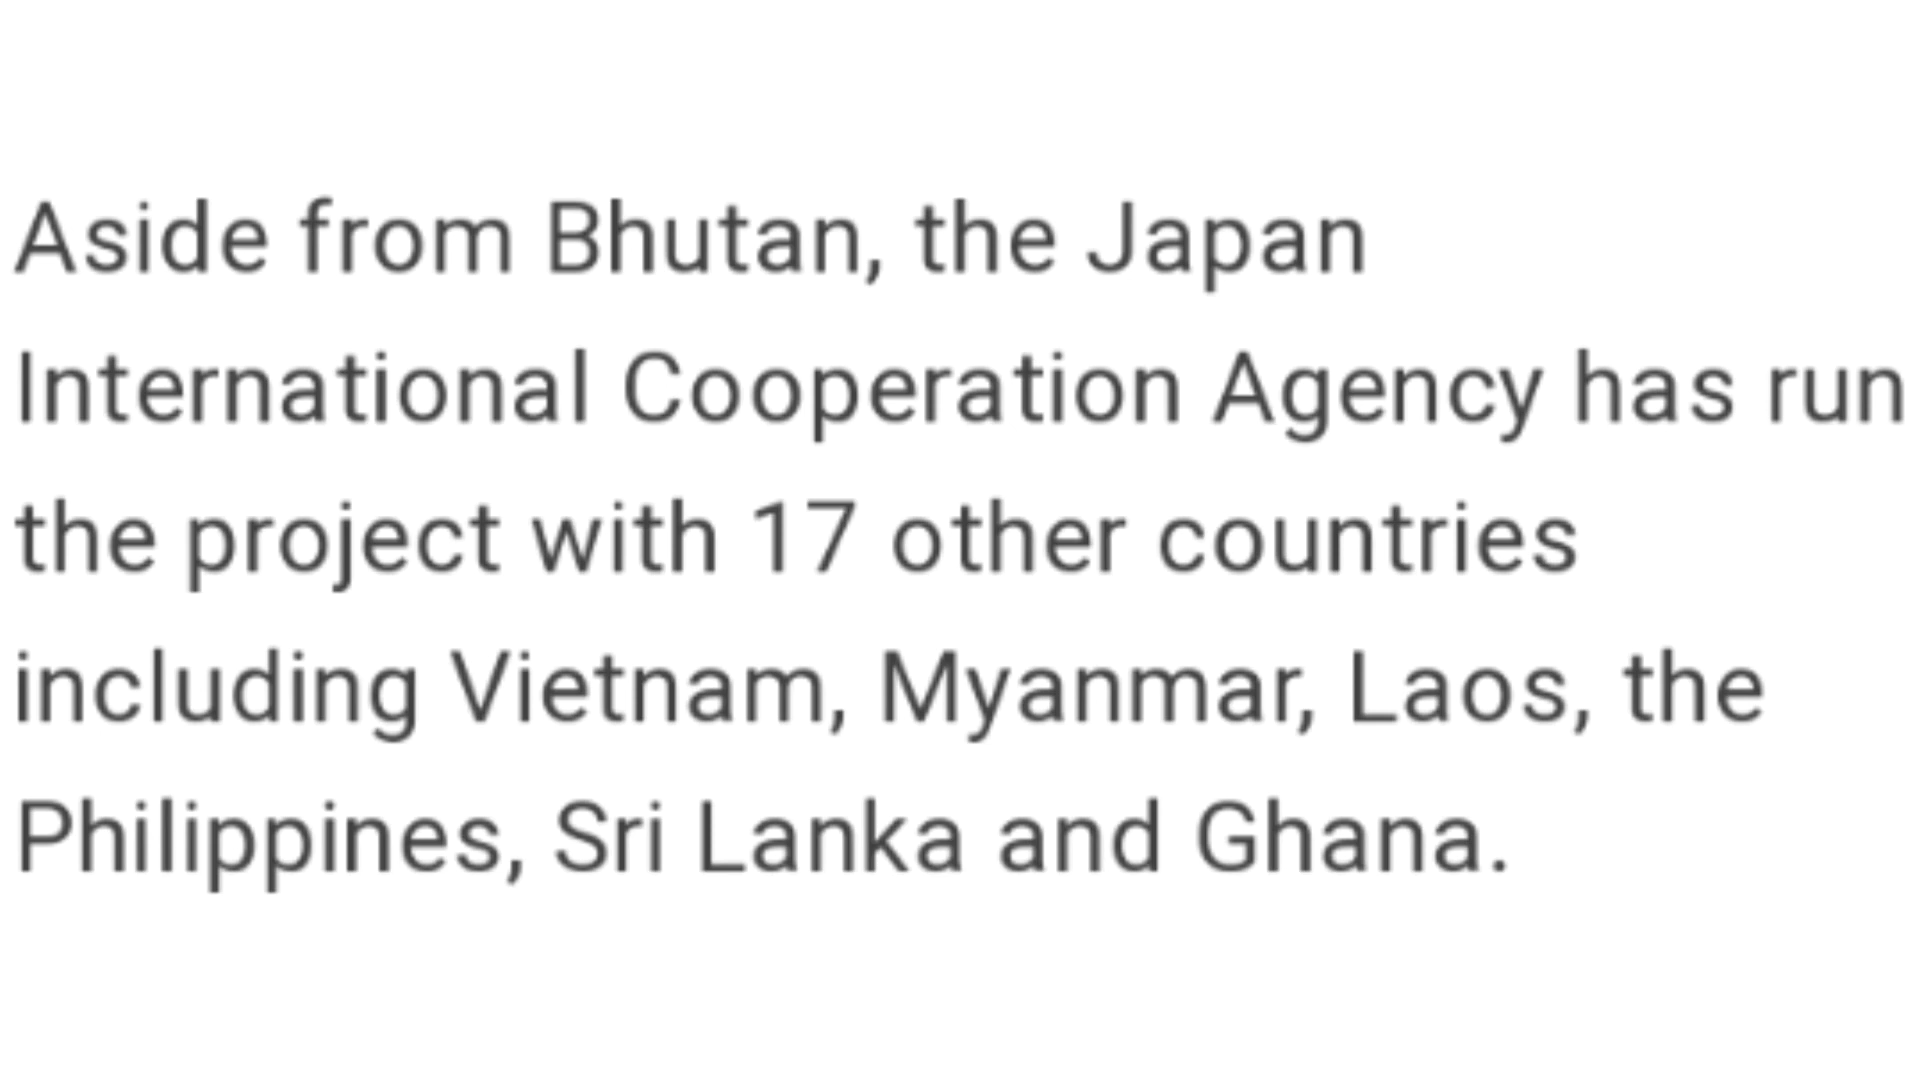 Aside from Bhutan, the Japan
International Cooperation Agency has run
the project with 17 other countries
including Vietnam, Myanmar, Laos, the
Philippines, Sri Lanka and Ghana.